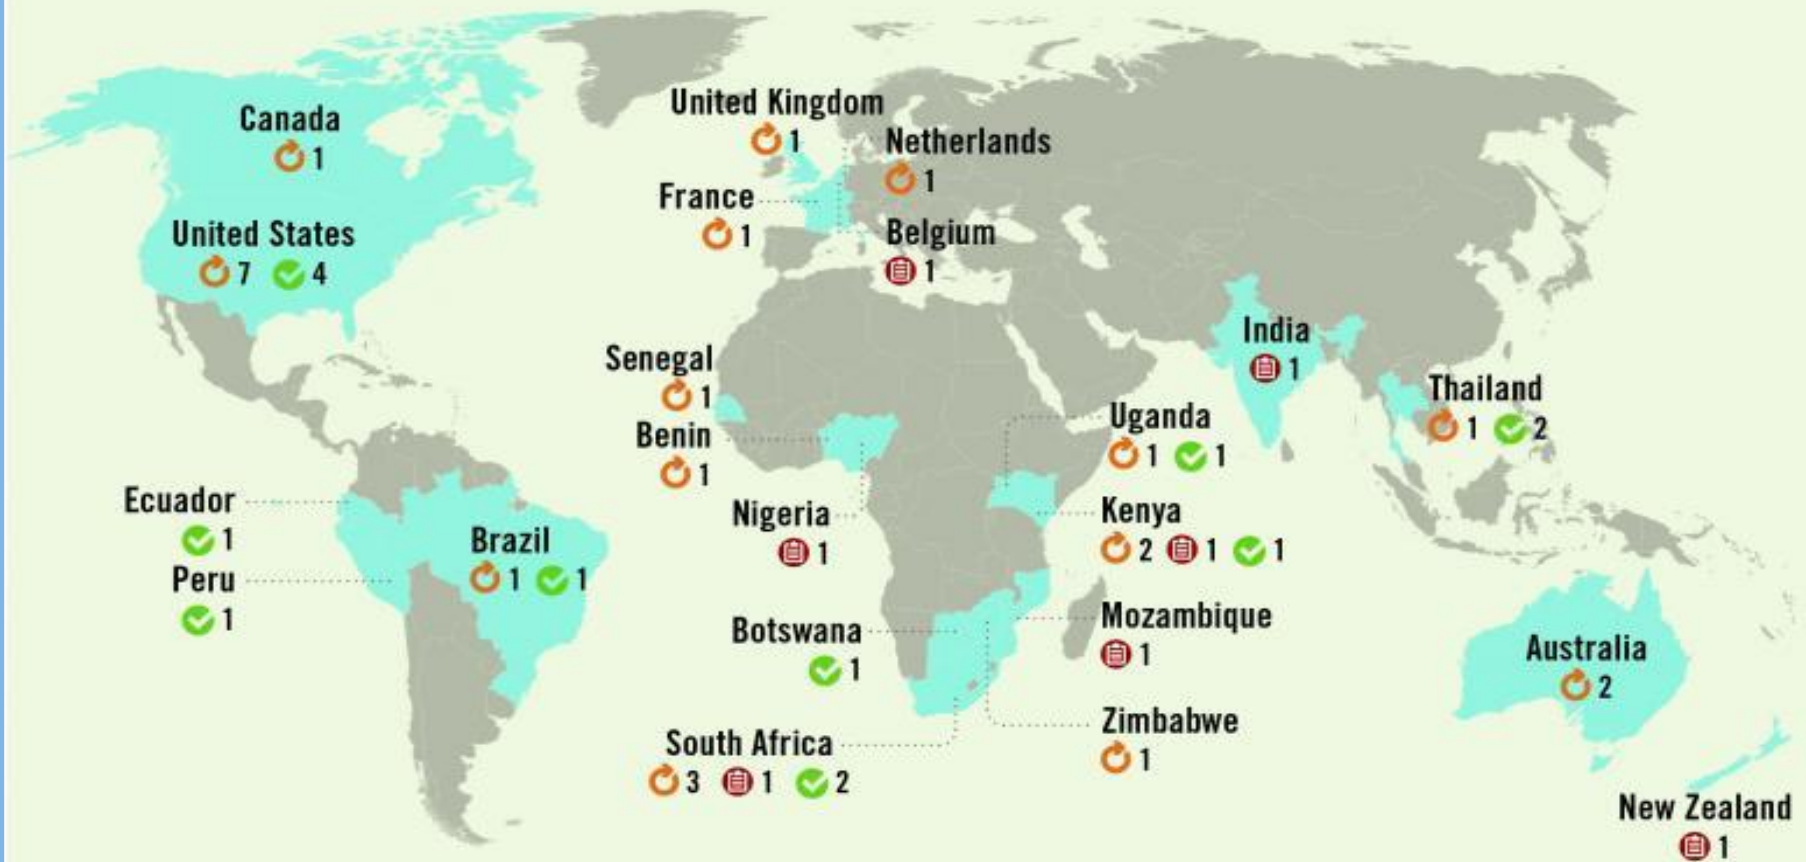 Canada
1
United States
7 4
United Kingdom
1
Netherlands
1
France
1
Belgium
1
Senegal
1
Benin
1
Nigeria
1
Uganda
1 1
Kenya
2 1 1
India
1
Thailand
1 2
Ecuador
1
Peru
1
Brazil
1 1
Botswana
1
Mozambique
1
Zimbabwe
1
South Africa
3 1 2
Australia
2
New Zealand
1